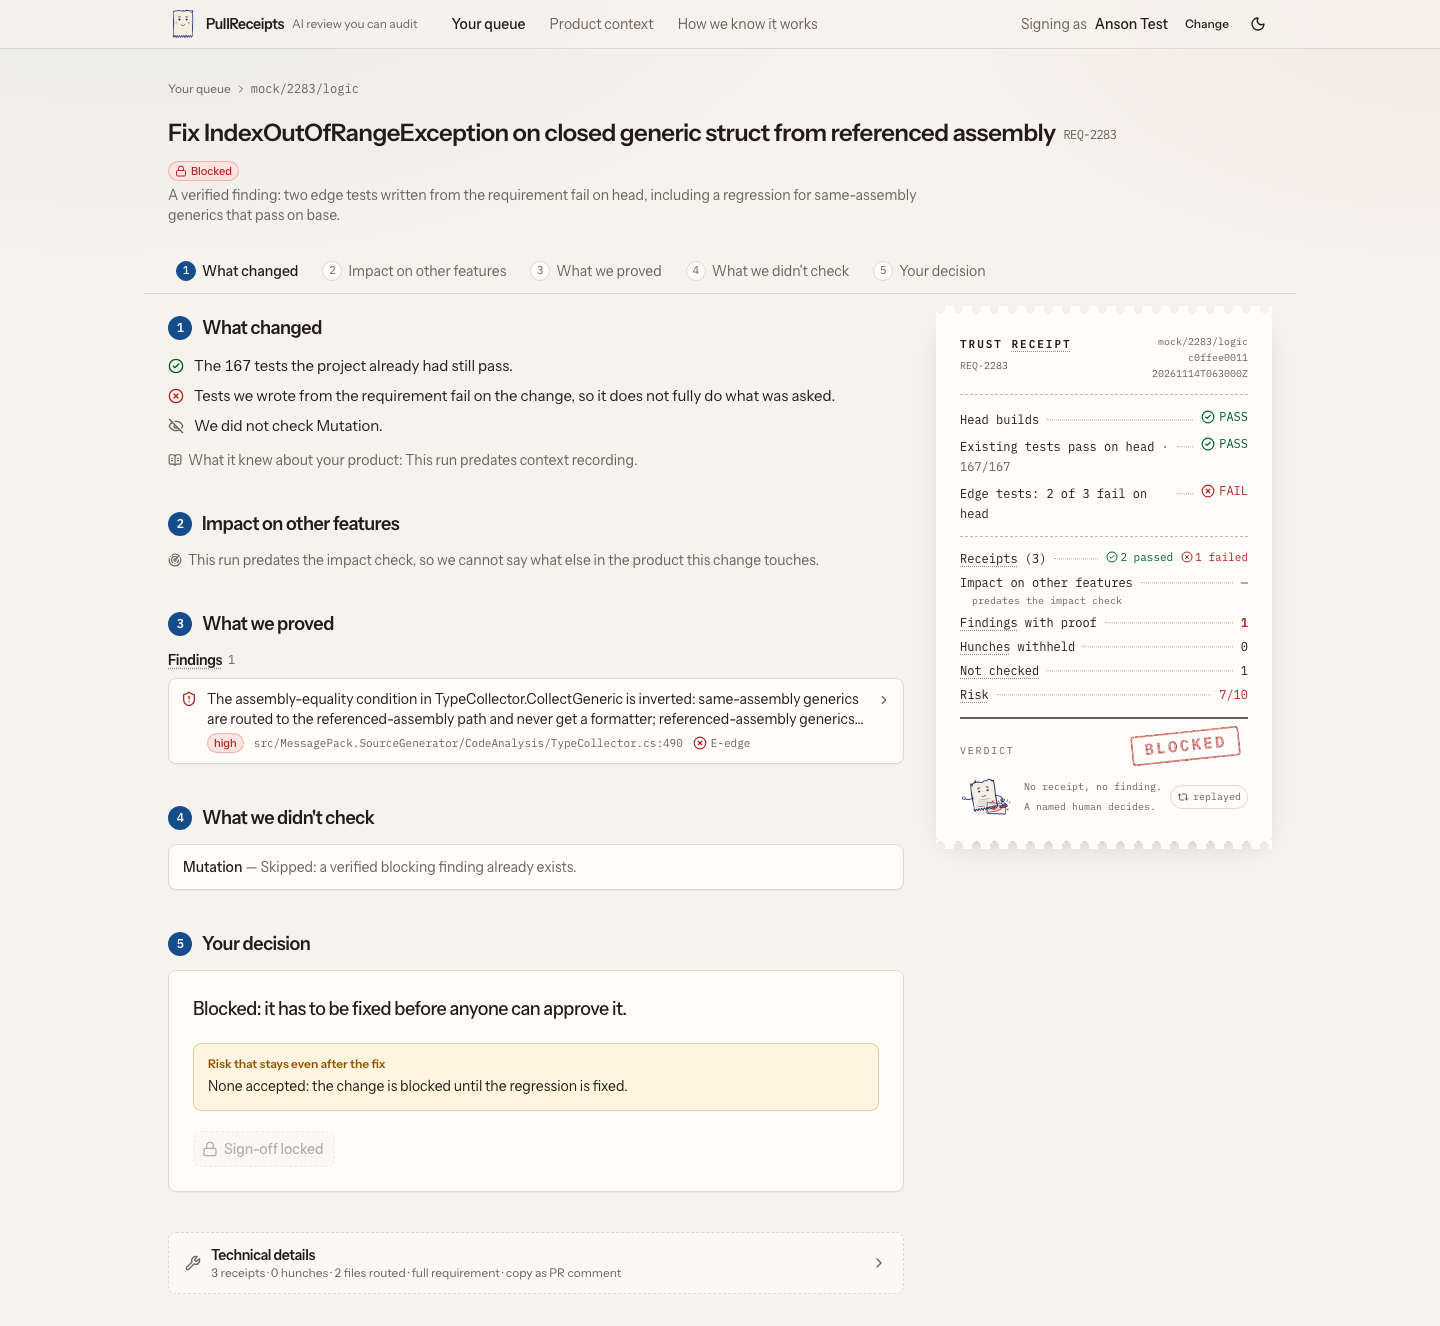 PullReceipts AI review you can audit Your queue Product context How we know it works Signing as Anson Test Change
Your queue > mock/2283/logic
Fix IndexOutOfRangeException on closed generic struct from referenced assembly REQ-2283
Blocked
A verified finding: two edge tests written from the requirement fail on head, including a regression for same-assembly
generics that pass on base.
1 What changed 2 Impact on other features 3 What we proved 4 What we didn't check 5 Your decision
1 What changed
The 167 tests the project already had still pass.
Tests we wrote from the requirement fail on the change, so it does not fully do what was asked.
We did not check Mutation.
What it knew about your product: This run predates context recording.
2 Impact on other features
This run predates the impact check, so we cannot say what else in the product this change touches.
3 What we proved
Findings 1
The assembly-equality condition in TypeCollector.CollectGeneric is inverted: same-assembly generics
are routed to the referenced-assembly path and never get a formatter; referenced-assembly generics...
high src/MessagePack.SourceGenerator/CodeAnalysis/TypeCollector.cs:490 E-edge
4 What we didn't check
Mutation — Skipped: a verified blocking finding already exists.
5 Your decision
Blocked: it has to be fixed before anyone can approve it.
Risk that stays even after the fix
None accepted: the change is blocked until the regression is fixed.
Sign-off locked
Technical details
3 receipts · 0 hunches · 2 files routed · full requirement · copy as PR comment
TRUST RECEIPT
REQ-2283
mock/2283/logic
c0ffee0011
20261114T063000Z
Head builds PASS
Existing tests pass on head · PASS
167/167
Edge tests: 2 of 3 fail on FAIL
head
Receipts (3) 2 passed 1 failed
Impact on other features —
predates the impact check
Findings with proof 1
Hunches withheld 0
Not checked 1
Risk 7/10
VERDICT BLOCKED
No receipt, no finding.
A named human decides.
replayed